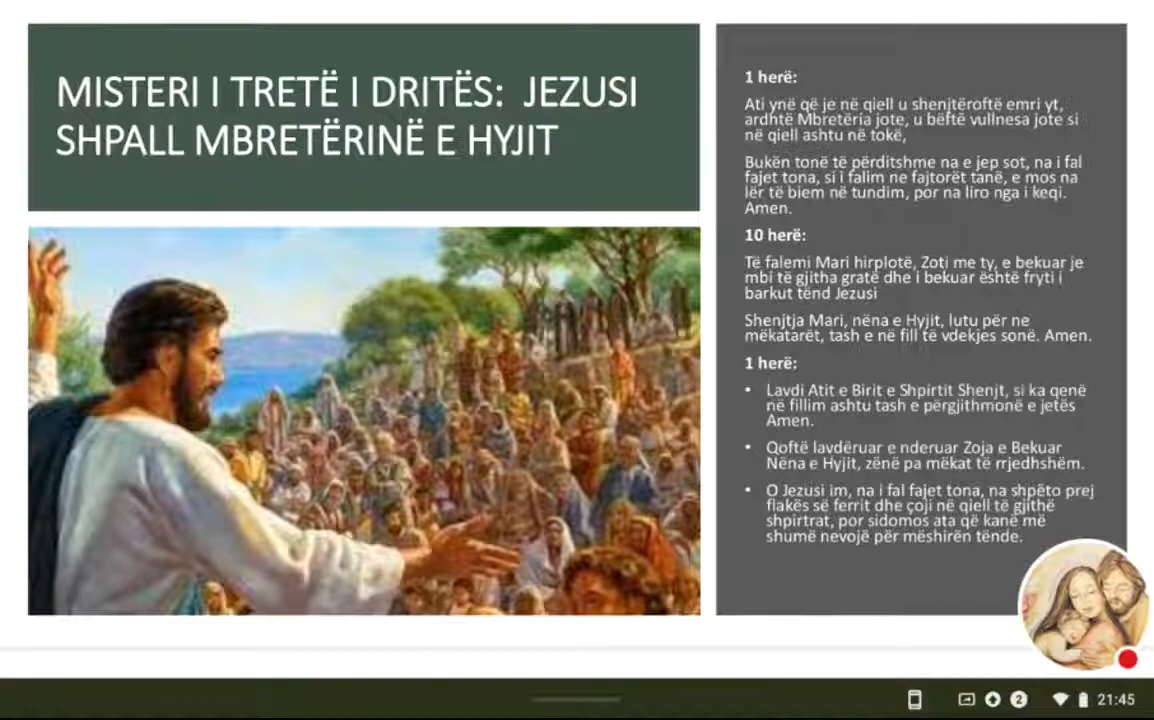 MISTERI I TRETË I DRITËS: JEZUSI
SHPALL MBRETËRINË E HYJIT
1 herë:
Ati ynë që je në qiell u shenjtëroftë emri yt,
ardhtë Mbretëria jote, u bëftë vullnesa jote si
në qiell ashtu në tokë,
Bukën tonë të përditshme na e jep sot, na i fal
fajet tona, si i falim ne fajtorët tanë, e mos na
lër të biem në tundim, por na liro nga i keqi.
Amen.
10 herë:
Të falemi Mari hirplotë, Zoti me ty, e bekuar je
mbi të gjitha gratë dhe i bekuar është fryti i
barkut tënd Jezusi
Shenjtja Mari, nëna e Hyjit, lutu për ne
mëkatarët, tash e në fill të vdekjes sonë. Amen.
1 herë:
• Lavdi Atit e Birit e Shpirtit Shenjt, si ka qenë
në fillim ashtu tash e përgjithmonë e jetës
Amen.
• Qoftë lavdëruar e nderuar Zoja e Bekuar
Nëna e Hyjit, zënë pa mëkat të rrjedhshëm.
• O Jezusi im, na i fal fajet tona, na shpëto prej
flakës së ferrit dhe çoji në qiell të gjithë
shpirtrat, por sidomos ata që kanë më
shumë nevojë për mëshirën tënde.
2
21:45